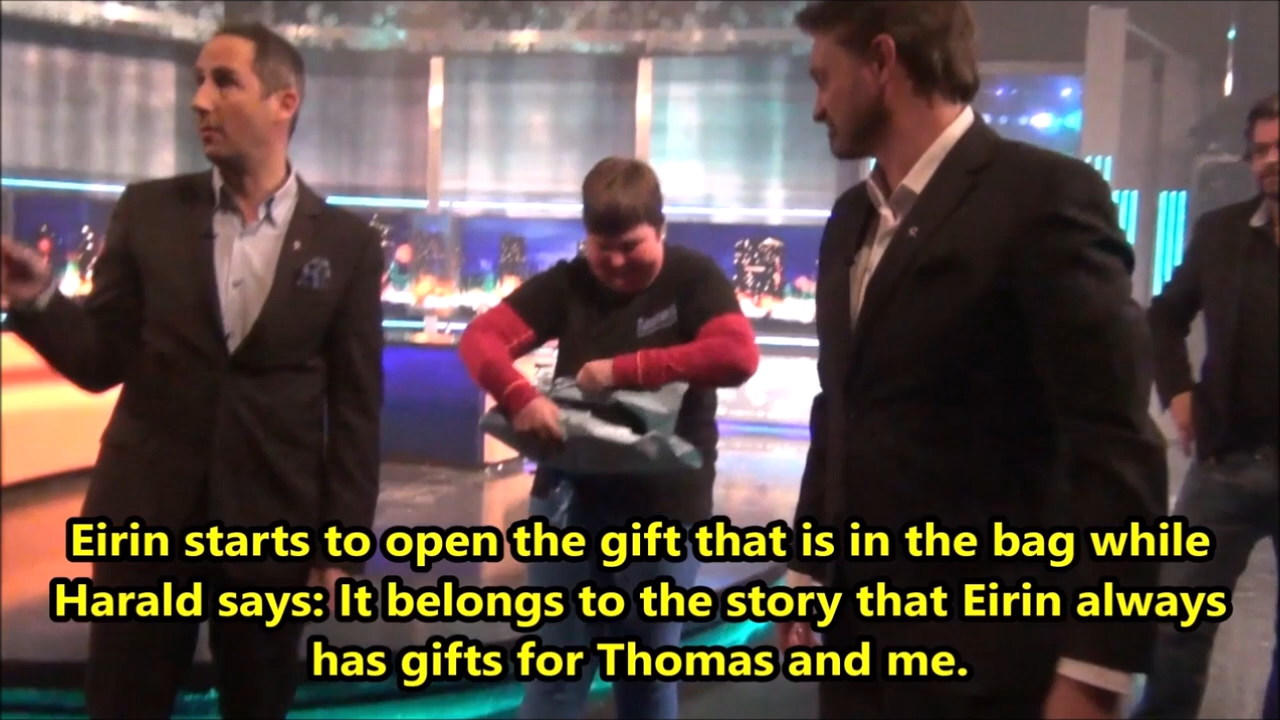 Eirin starts to open the gift that is in the bag while
Harald says: It belongs to the story that Eirin always
has gifts for Thomas and me.